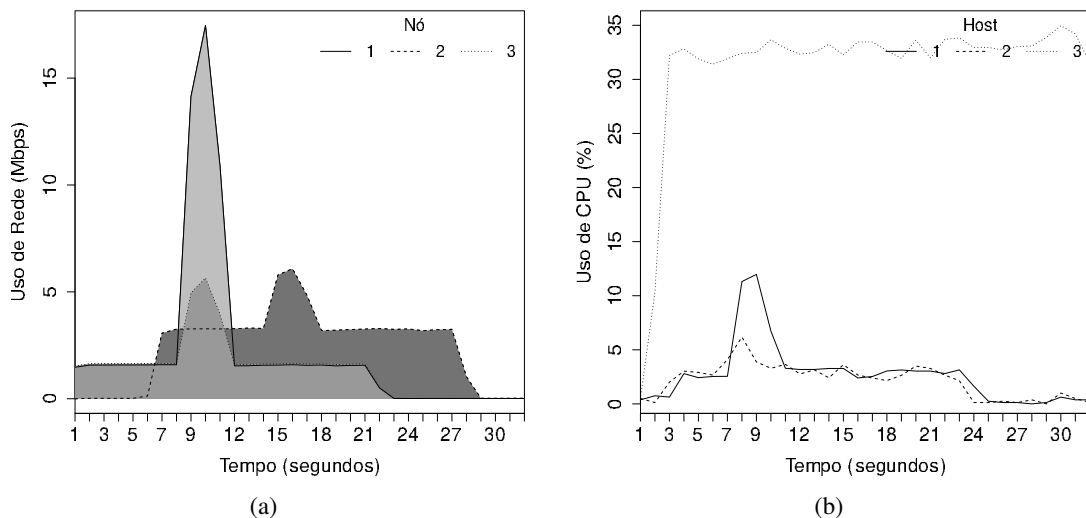 Nó
1 2 3
Uso de Rede (Mbps)
15
10
5
0
1 3 5 7 9 12 15 18 21 24 27 30
Tempo (segundos)
(a)
Host
1 2 3
Uso de CPU (%)
35
30
25
20
15
10
5
0
1 3 5 7 9 12 15 18 21 24 27 30
Tempo (segundos)
(b)